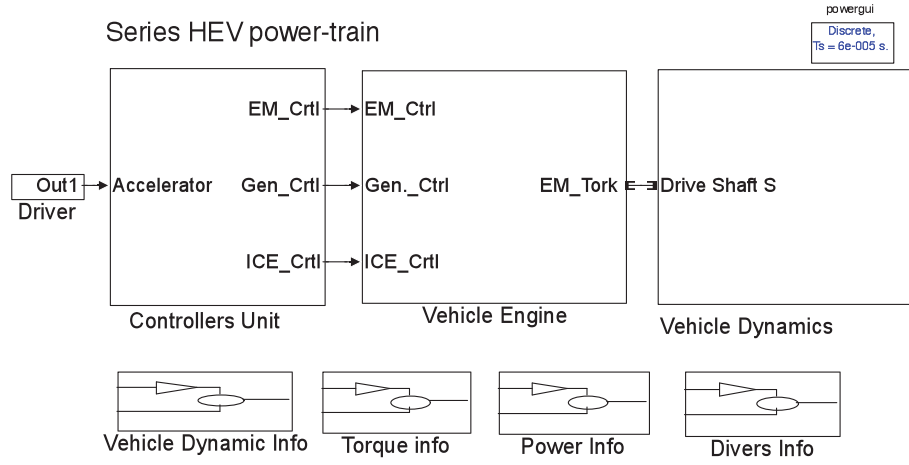 powergui
Series HEV power-train
Discrete,
Ts = 6e-005 s.
EM_Crtl
EM_Ctrl
Out1
Accelerator
Gen_Crtl
Gen._Ctrl
EM_Tork
Drive Shaft S
Driver
ICE_Crtl
ICE_Crtl
Controllers Unit
Vehicle Engine
Vehicle Dynamics
Vehicle Dynamic Info
Torque info
Power Info
Divers Info